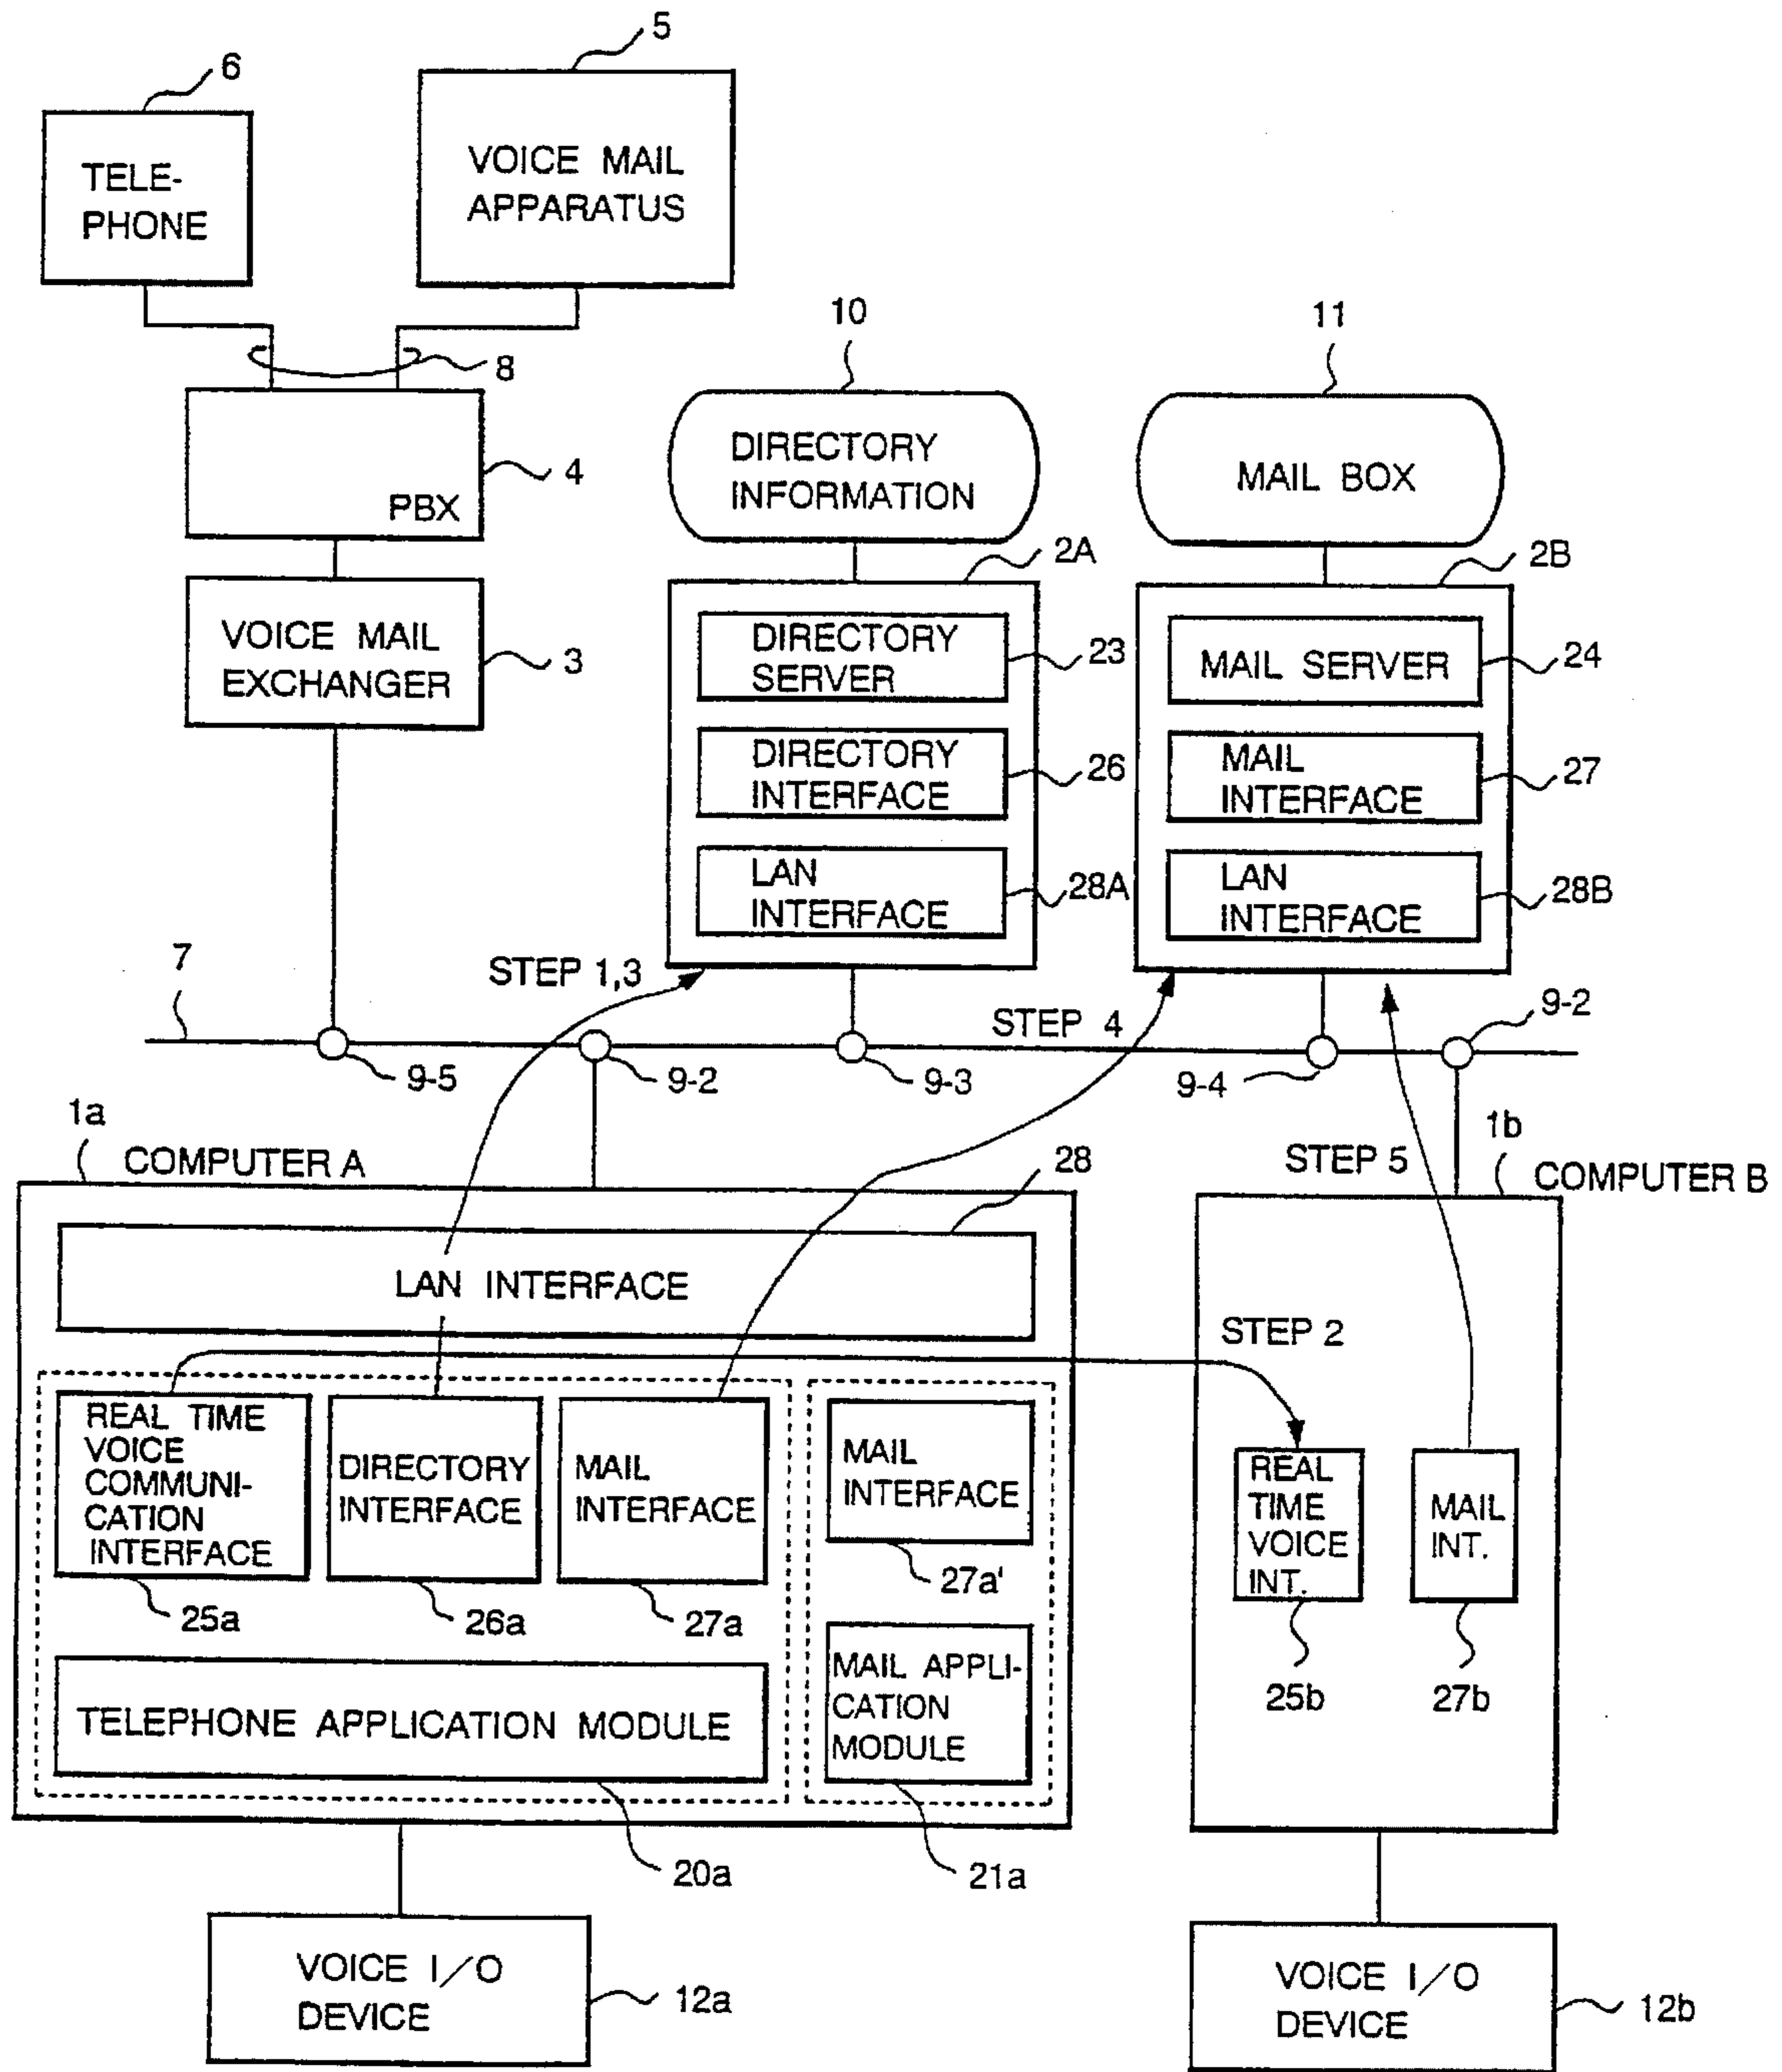 5
6
TELE-
PHONE
VOICE MAIL
APPARATUS
8
10
11
PBX
4
DIRECTORY
INFORMATION
MAIL BOX
2A
2B
VOICE MAIL
EXCHANGER
3
DIRECTORY
SERVER
23
MAIL SERVER
24
DIRECTORY
INTERFACE
26
MAIL
INTERFACE
27
LAN
INTERFACE
28A
LAN
INTERFACE
28B
7
STEP 1,3
STEP 4
9-2
9-5
9-2
9-3
9-4
1a
COMPUTER A
28
STEP 5
1b
COMPUTER B
LAN INTERFACE
STEP 2
REAL TIME
VOICE
COMMUNI-
CATION
INTERFACE
DIRECTORY
INTERFACE
MAIL
INTERFACE
MAIL
INTERFACE
REAL
TIME
VOICE
INT.
MAIL
INT.
25a
26a
27a
27a'
25b
27b
TELEPHONE APPLICATION MODULE
MAIL APPLI-
CATION
MODULE
20a
21a
VOICE I/O
DEVICE
12a
VOICE I/O
DEVICE
12b